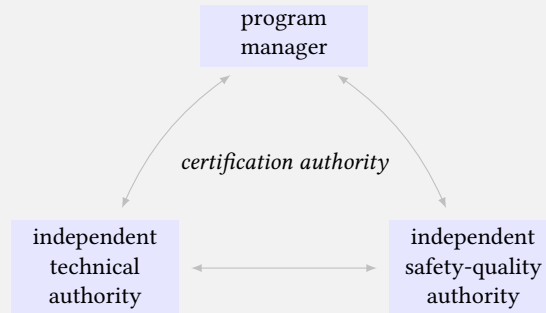 program
manager
certification authority
independent
technical
authority
independent
safety-quality
authority